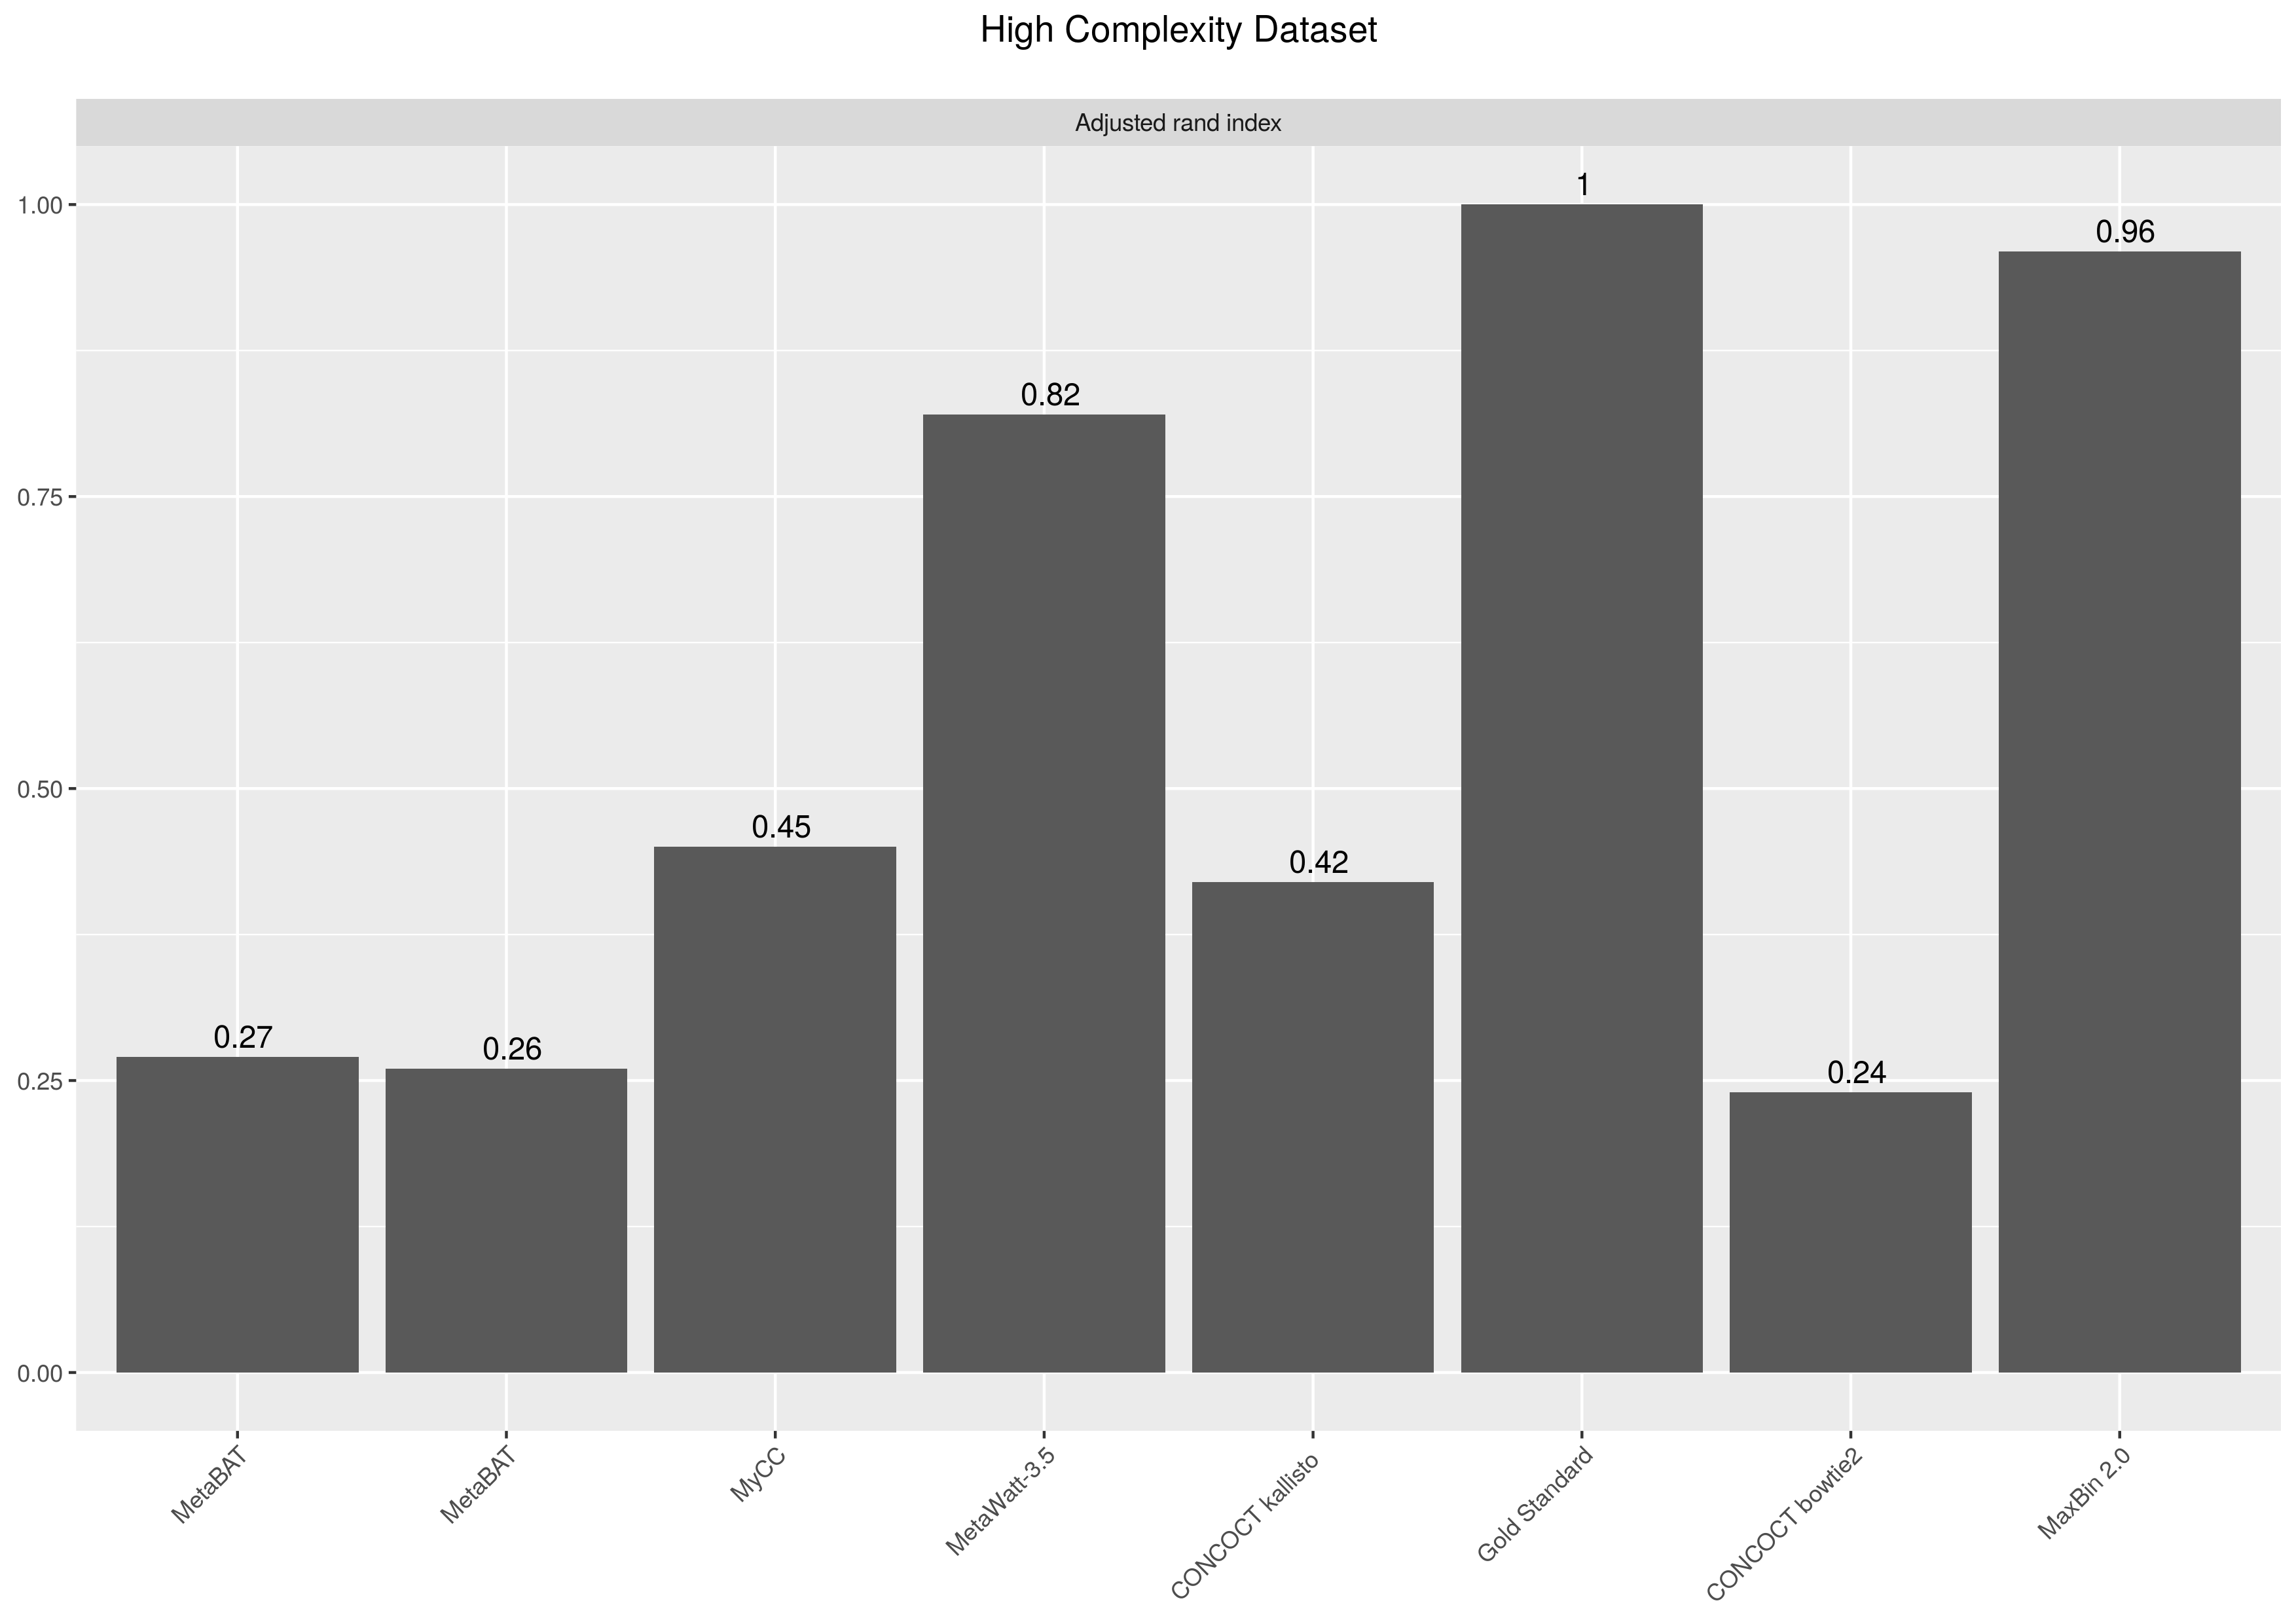 High Complexity Dataset
Adjusted rand index
1.00
0.75
0.50
0.25
0.00
0.27
0.26
0.45
0.82
0.42
1
0.24
0.96
MetaBAT
MetaBAT
MyCC
MetaWatt-3.5
CONCOCT kallisto
Gold Standard
CONCOCT bowtie2
MaxBin 2.0